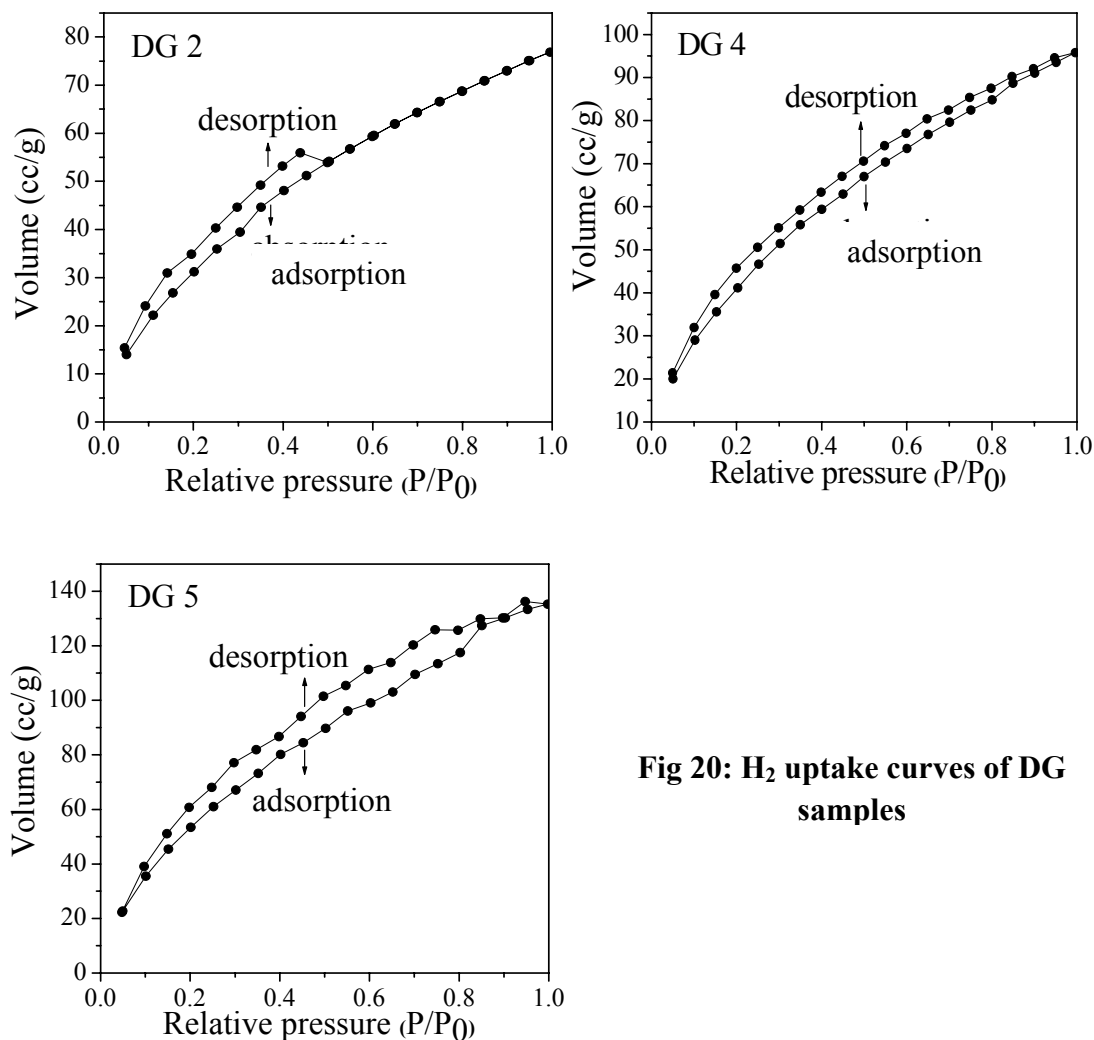 DG 2
80
70
60
50
40
30
20
10
0
Volume (cc/g)
desorption
absorption
adsorption
0.0 0.2 0.4 0.6 0.8 1.0
Relative pressure (P/P0)
DG 4
100
90
80
70
60
50
40
30
20
10
Volume (cc/g)
desorption
adsorption
0.0 0.2 0.4 0.6 0.8 1.0
Relative pressure (P/P0)
DG 5
140
120
100
80
60
40
20
0
Volume (cc/g)
desorption
adsorption
0.0 0.2 0.4 0.6 0.8 1.0
Relative pressure (P/P0)
Fig 20: H2 uptake curves of DG
samples